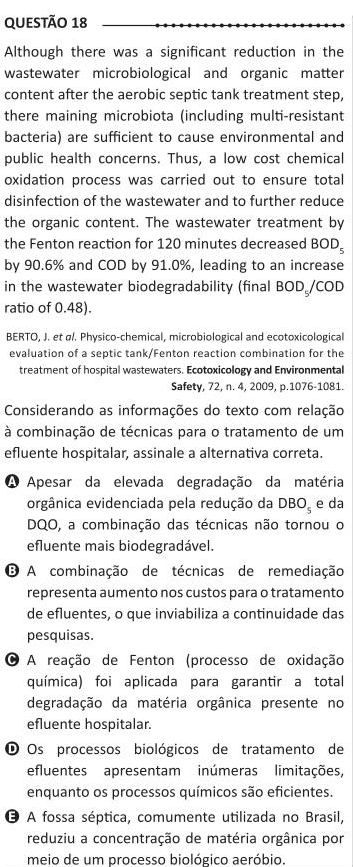 QUESTÃO 18
Although there was a significant reduction in the
wastewater microbiological and organic matter
content after the aerobic septic tank treatment step,
there maining microbiota (including multi-resistant
bacteria) are sufficient to cause environmental and
public health concerns. Thus, a low cost chemical
oxidation process was carried out to ensure total
disinfection of the wastewater and to further reduce
the organic content. The wastewater treatment by
the Fenton reaction for 120 minutes decreased BOD₅
by 90.6% and COD by 91.0%, leading to an increase
in the wastewater biodegradability (final BOD₅/COD
ratio of 0.48).
BERTO, J. et al. Physico-chemical, microbiological and ecotoxicological
evaluation of a septic tank/Fenton reaction combination for the
treatment of hospital wastewaters. Ecotoxicology and Environmental
Safety, 72, n. 4, 2009, p.1076-1081.
Considerando as informações do texto com relação
à combinação de técnicas para o tratamento de um
efluente hospitalar, assinale a alternativa correta.
A Apesar da elevada degradação da matéria
orgânica evidenciada pela redução da DBO₅ e da
DQO, a combinação das técnicas não tornou o
efluente mais biodegradável.
B A combinação de técnicas de remediação
representa aumento nos custos para o tratamento
de efluentes, o que inviabiliza a continuidade das
pesquisas.
C A reação de Fenton (processo de oxidação
química) foi aplicada para garantir a total
degradação da matéria orgânica presente no
efluente hospitalar.
D Os processos biológicos de tratamento de
efluentes apresentam inúmeras limitações,
enquanto os processos químicos são eficientes.
E A fossa séptica, comumente utilizada no Brasil,
reduziu a concentração de matéria orgânica por
meio de um processo biológico aeróbio.